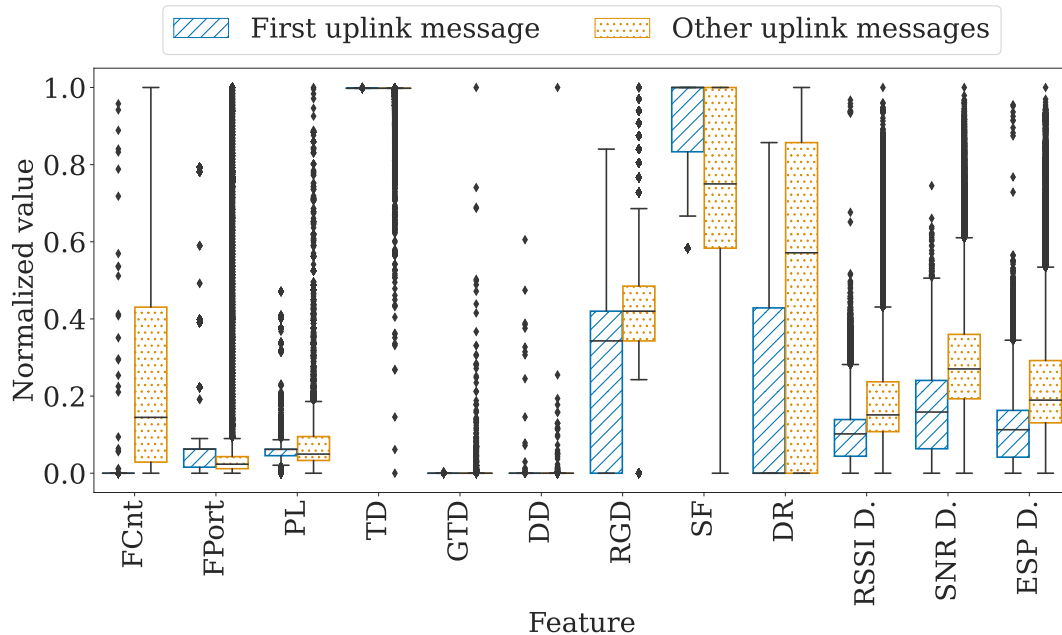 First uplink message
Other uplink messages
Normalized value
1.0
0.8
0.6
0.4
0.2
0.0
FCnt
FPort
PL
TD
GTD
DD
RGD
SF
DR
RSSI D.
SNR D.
ESP D.
Feature